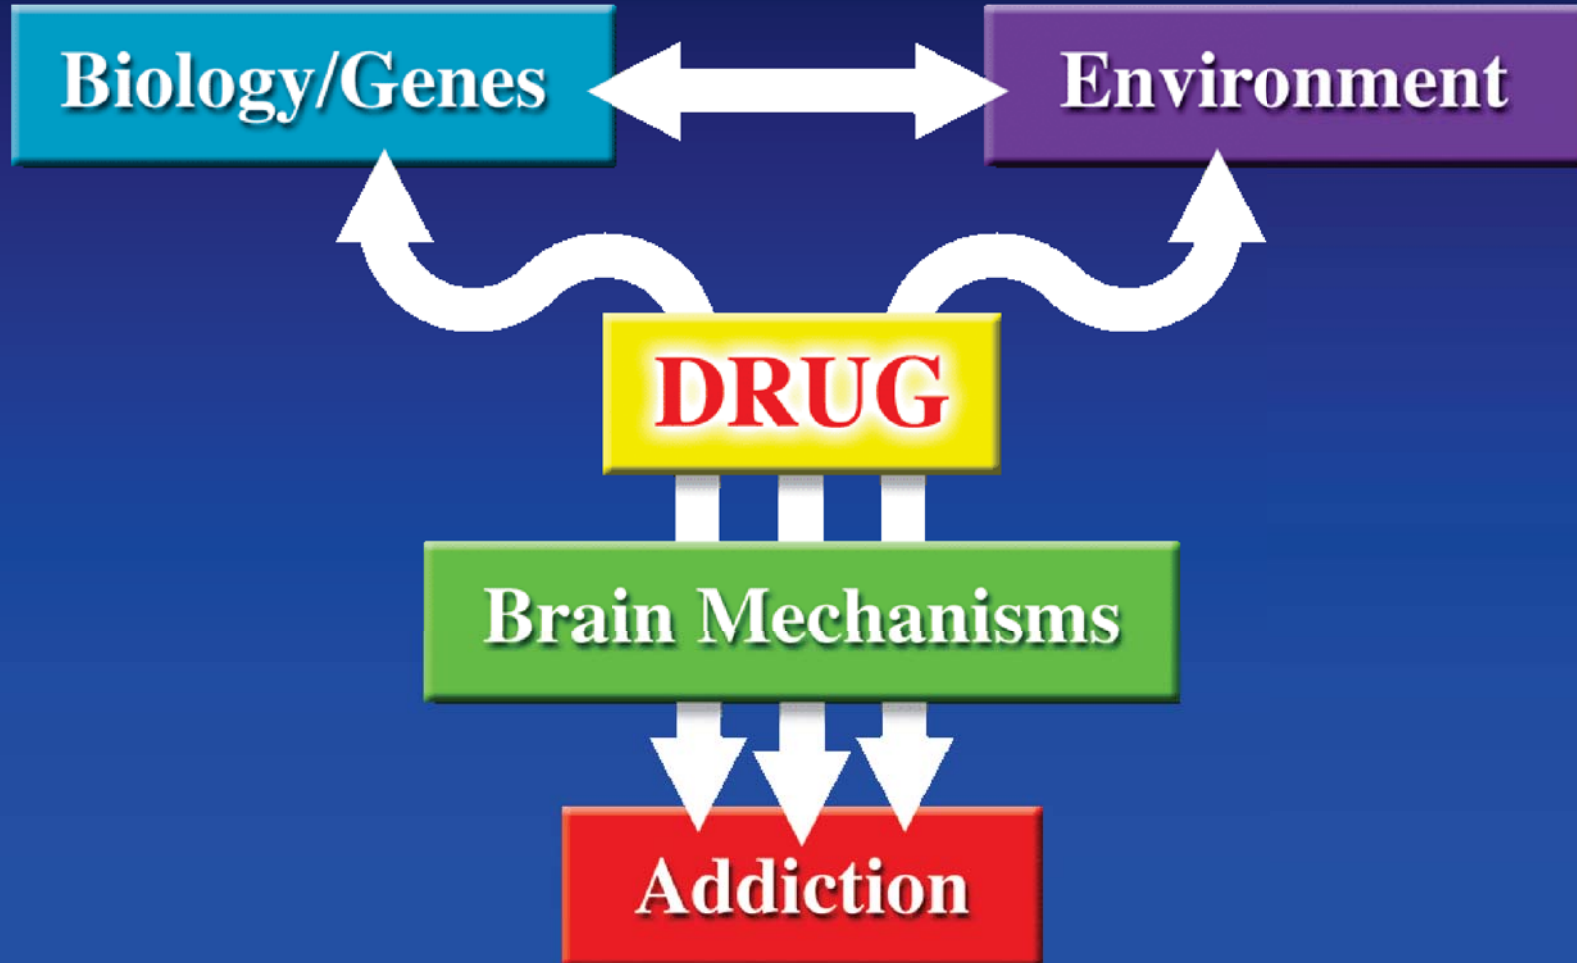 Biology/Genes
Environment
DRUG
Brain Mechanisms
Addiction